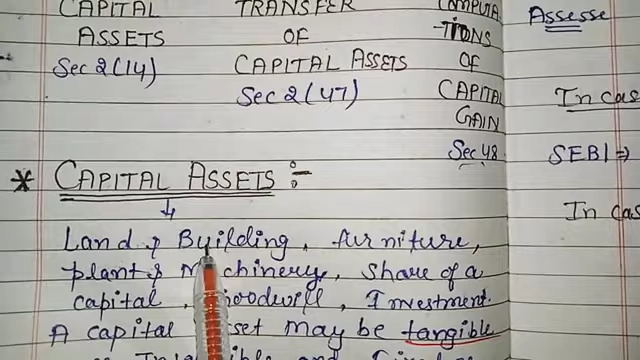 CAPITAL
ASSETS
Sec 2(14)
TRANSFER
OF
CAPITAL ASSETS
Sec 2(47)
COMPUTA
-TIONS
OF
CAPITAL
GAIN
Sec 48
* CAPITAL ASSETS :-
Land & Building, furniture,
plant & Machinery, Share of a
capital, Goodwill, Investment.
A capital asset may be tangible
Assesse
In cas
SEBI ⇒
In cas